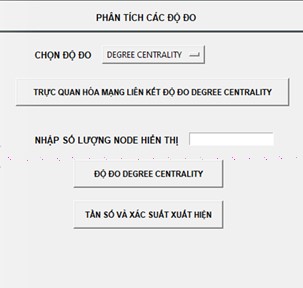 PHÂN TÍCH CÁC ĐỘ ĐO
CHỌN ĐỘ ĐO DEGREE CENTRALITY
TRỰC QUAN HÓA MẠNG LIÊN KẾT ĐỘ ĐO DEGREE CENTRALITY
NHẬP SỐ LƯỢNG NODE HIỂN THỊ
ĐỘ ĐO DEGREE CENTRALITY
TẦN SỐ VÀ XÁC SUẤT XUẤT HIỆN